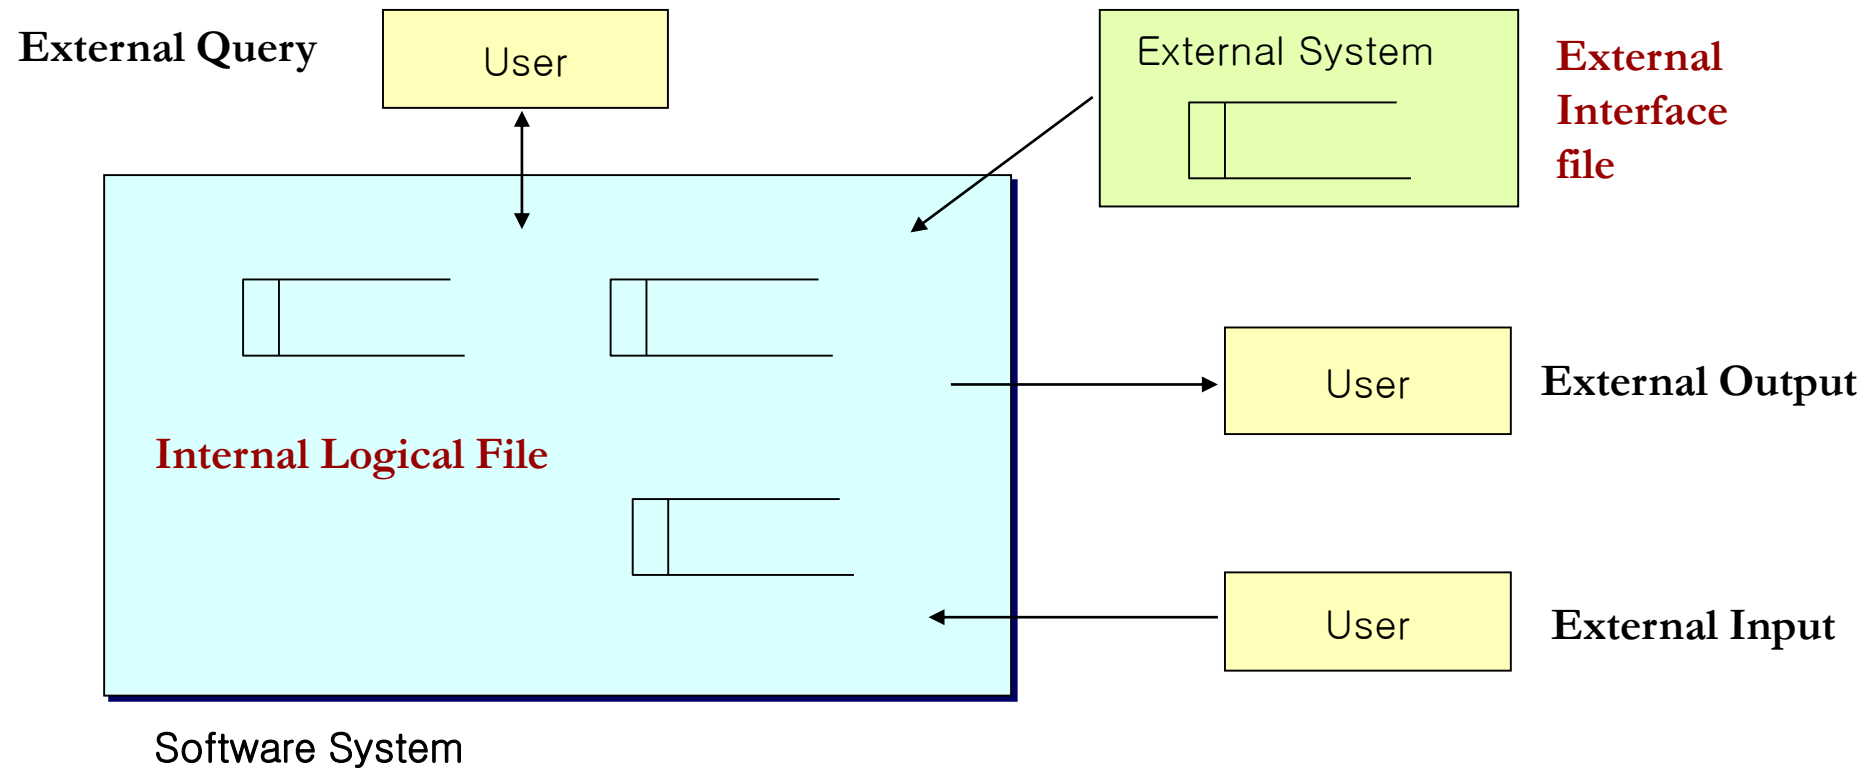 External Query
User
External System
External
Interface
file
User
External Output
Internal Logical File
User
External Input
Software System